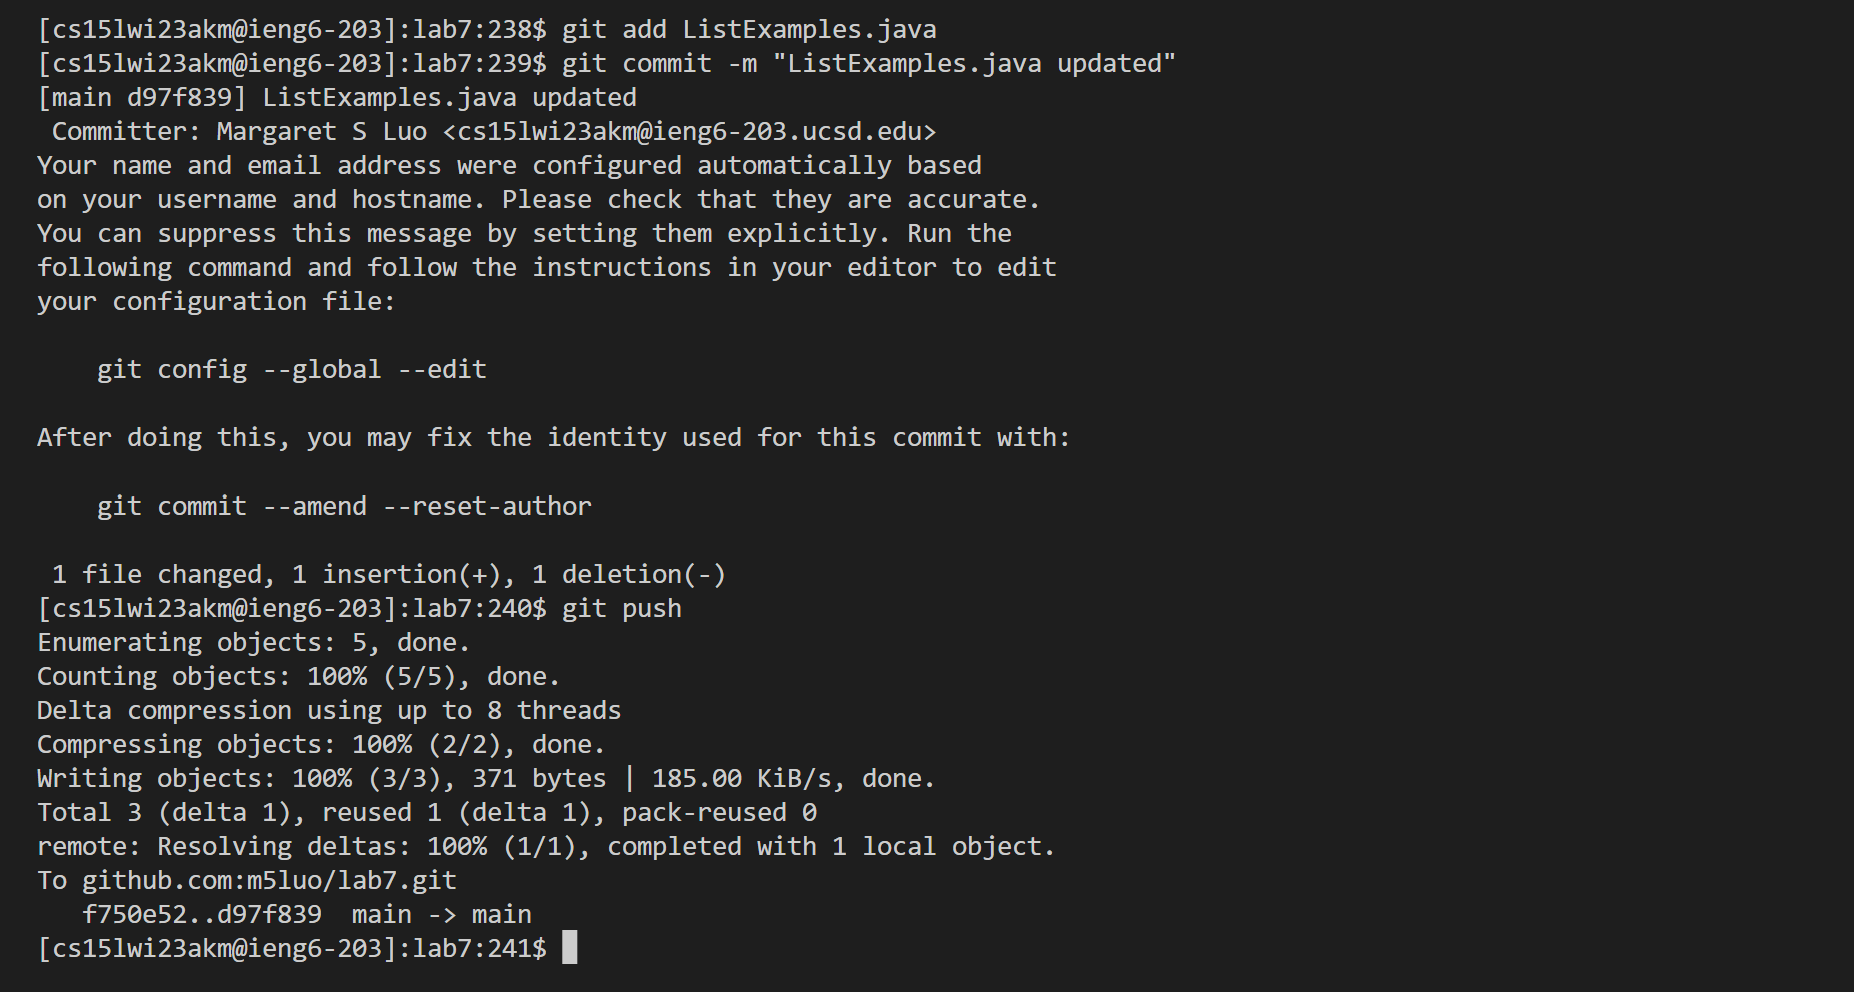 [cs15lwi23akm@ieng6-203]:lab7:238$ git add ListExamples.java
[cs15lwi23akm@ieng6-203]:lab7:239$ git commit -m "ListExamples.java updated"
[main d97f839] ListExamples.java updated
 Committer: Margaret S Luo <cs15lwi23akm@ieng6-203.ucsd.edu>
Your name and email address were configured automatically based
on your username and hostname. Please check that they are accurate.
You can suppress this message by setting them explicitly. Run the
following command and follow the instructions in your editor to edit
your configuration file:

    git config --global --edit

After doing this, you may fix the identity used for this commit with:

    git commit --amend --reset-author

 1 file changed, 1 insertion(+), 1 deletion(-)
[cs15lwi23akm@ieng6-203]:lab7:240$ git push
Enumerating objects: 5, done.
Counting objects: 100% (5/5), done.
Delta compression using up to 8 threads
Compressing objects: 100% (2/2), done.
Writing objects: 100% (3/3), 371 bytes | 185.00 KiB/s, done.
Total 3 (delta 1), reused 1 (delta 1), pack-reused 0
remote: Resolving deltas: 100% (1/1), completed with 1 local object.
To github.com:m5luo/lab7.git
   f750e52..d97f839  main -> main
[cs15lwi23akm@ieng6-203]:lab7:241$